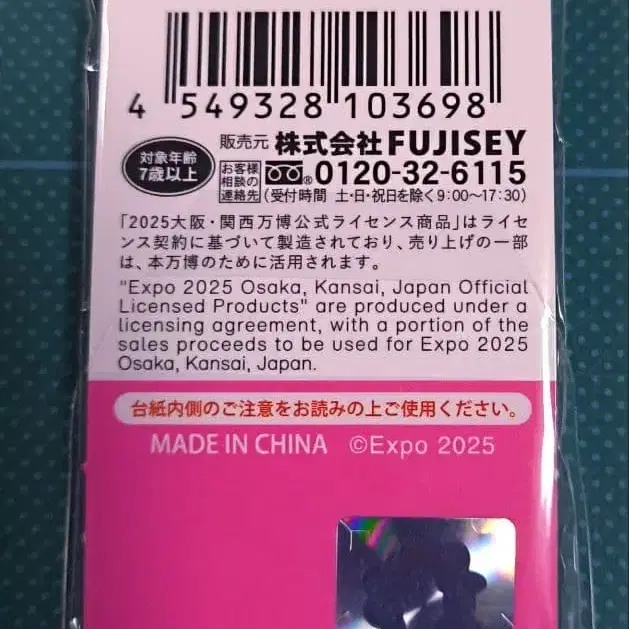 4 549328 103698
対象年齢
7歳以上
販売元 株式会社 FUJISEY
お客様
相談の
連絡先
0120-32-6115
(受付時間 土・日・祝日を除く9:00〜17:30)
「2025大阪・関西万博公式ライセンス商品」はライセ
ンス契約に基づいて製造されており、売り上げの一部
は、本万博のために活用されます。
"Expo 2025 Osaka, Kansai, Japan Official
Licensed Products" are produced under a
licensing agreement, with a portion of the
sales proceeds to be used for Expo 2025
Osaka, Kansai, Japan.
台紙内側のご注意をお読みの上ご使用ください。
MADE IN CHINA ©Expo 2025